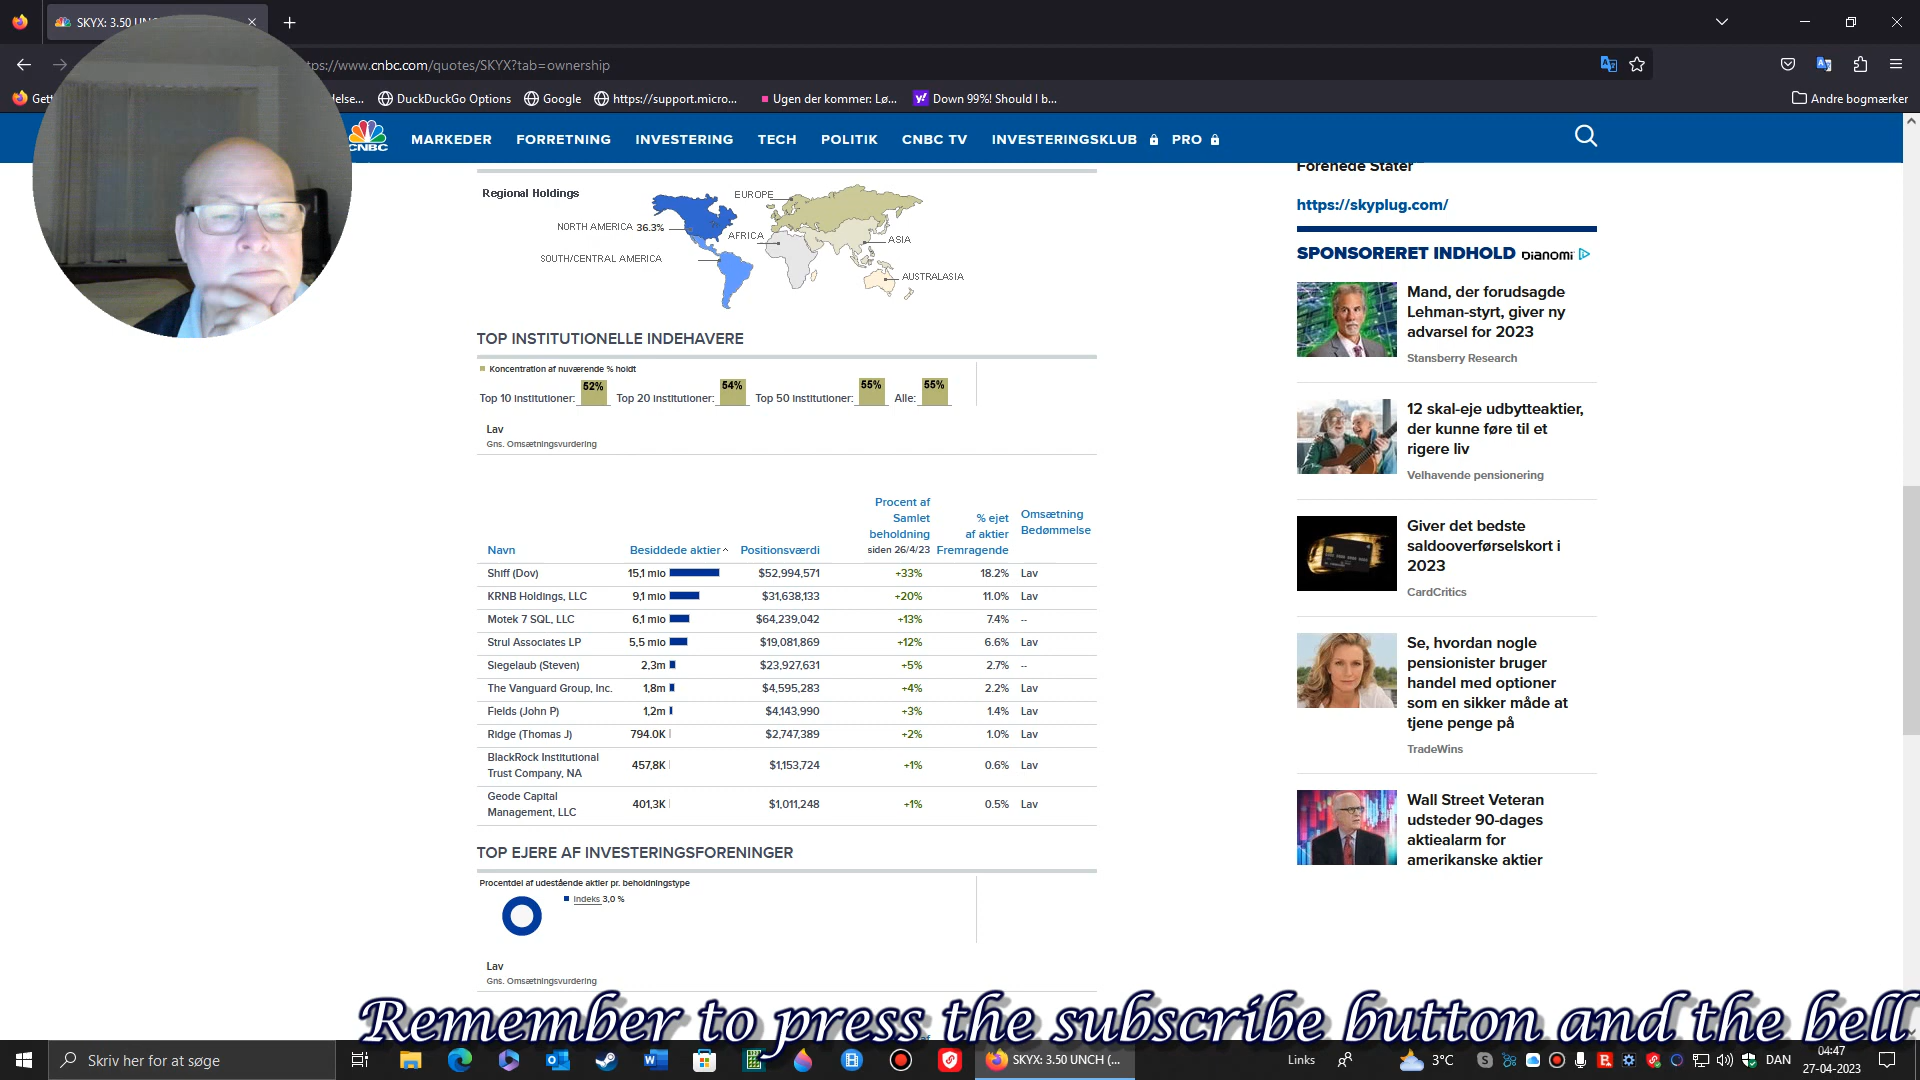 SKYX: 3.50 UN
ps://www.cnbc.com/quotes/SKYX?tab=ownership
Gett
lelse...
DuckDuckGo Options
Google
https://support.micro...
Ugen der kommer: Lø...
Down 99%! Should I b...
Andre bogmærker
CNBC
MARKEDER
FORRETNING
INVESTERING
TECH
POLITIK
CNBC TV
INVESTERINGSKLUB
PRO
Regional Holdings
EUROPE
NORTH AMERICA 36.3%
AFRICA
ASIA
SOUTH/CENTRAL AMERICA
AUSTRALASIA
TOP INSTITUTIONELLE INDEHAVERE
Koncentration af nuværende % holdt
Top 10 institutioner: 52% Top 20 institutioner: 54% Top 50 institutioner: 55% Alle: 55%
Lav
Gns. Omsætningsvurdering
Navn
Besiddede aktier
Positionsværdi
Procent af
Samlet
beholdning
siden 26/4/23
% ejet
af aktier
Fremragende
Omsætning
Bedømmelse
Shiff (Dov) 15,1 mio $52,994,571 +33% 18.2% Lav
KRNB Holdings, LLC 9,1 mio $31,638,133 +20% 11.0% Lav
Motek 7 SQL, LLC 6,1 mio $64,239,042 +13% 7.4% --
Strul Associates LP 5,5 mio $19,081,869 +12% 6.6% Lav
Siegelaub (Steven) 2,3m $23,927,631 +5% 2.7% --
The Vanguard Group, Inc. 1,8m $4,595,283 +4% 2.2% Lav
Fields (John P) 1,2m $4,143,990 +3% 1.4% Lav
Ridge (Thomas J) 794.0K $2,747,389 +2% 1.0% Lav
BlackRock Institutional
Trust Company, NA 457,8K $1,153,724 +1% 0.6% Lav
Geode Capital
Management, LLC 401,3K $1,011,248 +1% 0.5% Lav
TOP EJERE AF INVESTERINGSFORENINGER
Procentdel af udestående aktier pr. beholdningstype
Indeks 3,0 %
Lav
Gns. Omsætningsvurdering
Forenede Stater
https://skyplug.com/
SPONSORERET INDHOLD DIANOMI
Mand, der forudsagde
Lehman-styrt, giver ny
advarsel for 2023
Stansberry Research
12 skal-eje udbytteaktier,
der kunne føre til et
rigere liv
Velhavende pensionering
Giver det bedste
saldooverførselskort i
2023
CardCritics
Se, hvordan nogle
pensionister bruger
handel med optioner
som en sikker måde at
tjene penge på
TradeWins
Wall Street Veteran
udsteder 90-dages
aktiealarm for
amerikanske aktier
af
Remember to press the subscribe button and the bell
Skriv her for at søge
SKYX: 3.50 UNCH (...
Links
3°C
DAN
04:47
27-04-2023